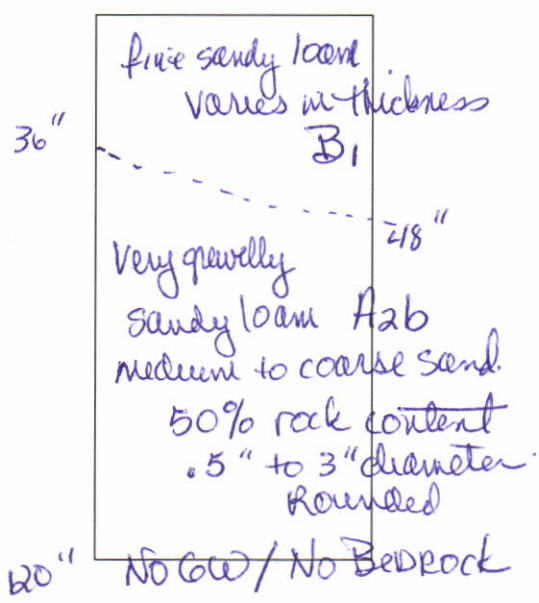 fine sandy loam
varies in thickness
B1
36"
48"
Very gravelly
sandy loam A2b
medium to coarse sand.
50% rock content
.5" to 3" diameter.
Rounded
120" No GW / No BEDROCK